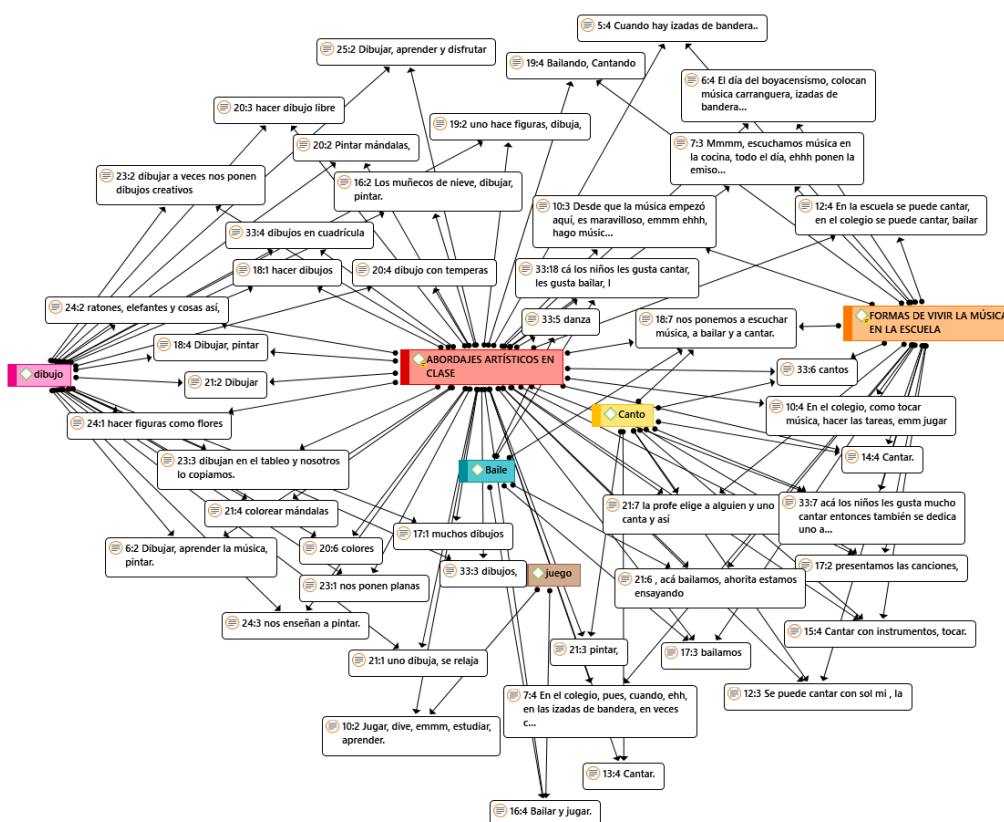 5:4 Cuando hay izadas de bandera..
25:2 Dibujar, aprender y disfrutar
19:4 Bailando, Cantando
6:4 El día del boyacensísmo, colocan
música carranguera, izadas de
bandera...
20:3 hacer dibujo libre
19:2 uno hace figuras, dibuja,
20:2 Pintar mándalas,
7:3 Mmmm, escuchamos música en
la cocina, todo el día, ehhh ponen la
emiso...
23:2 dibujar a veces nos ponen
dibujos creativos
16:2 Los muñecos de nieve, dibujar,
pintar.
10:3 Desde que la música empezó
aquí, es maravilloso, emmm ehhh,
hago músic...
12:4 En la escuela se puede cantar,
en el colegio se puede cantar, bailar
33:4 dibujos en cuadrícula
18:1 hacer dibujos
20:4 dibujo con temperas
33:18 cá los niños les gusta cantar,
les gusta bailar, l
24:2 ratones, elefantes y cosas así,
33:5 danza
18:7 nos ponemos a escuchar
música, a bailar y a cantar.
FORMAS DE VIVIR LA MÚSICA
EN LA ESCUELA
18:4 Dibujar, pintar
ABORDAJES ARTÍSTICOS EN
CLASE
dibujo
21:2 Dibujar
33:6 cantos
24:1 hacer figuras como flores
Canto
10:4 En el colegio, como tocar
música, hacer las tareas, emm jugar
23:3 dibujan en el tableo y nosotros
lo copiamos.
Baile
14:4 Cantar.
21:4 colorear mándalas
21:7 la profe elige a alguien y uno
canta y así
33:7 acá los niños les gusta mucho
cantar entonces también se dedica
uno a...
6:2 Dibujar, aprender la música,
pintar.
20:6 colores
17:1 muchos dibujos
23:1 nos ponen planas
33:3 dibujos,
juego
21:6 , acá bailamos, ahorita estamos
ensayando
17:2 presentamos las canciones,
24:3 nos enseñan a pintar.
15:4 Cantar con instrumentos, tocar.
21:1 uno dibuja, se relaja
21:3 pintar,
17:3 bailamos
10:2 Jugar, dive, emmm, estudiar,
aprender.
7:4 En el colegio, pues, cuando, ehh,
en las izadas de bandera, en veces
c...
12:3 Se puede cantar con sol mi , la
13:4 Cantar.
16:4 Bailar y jugar.